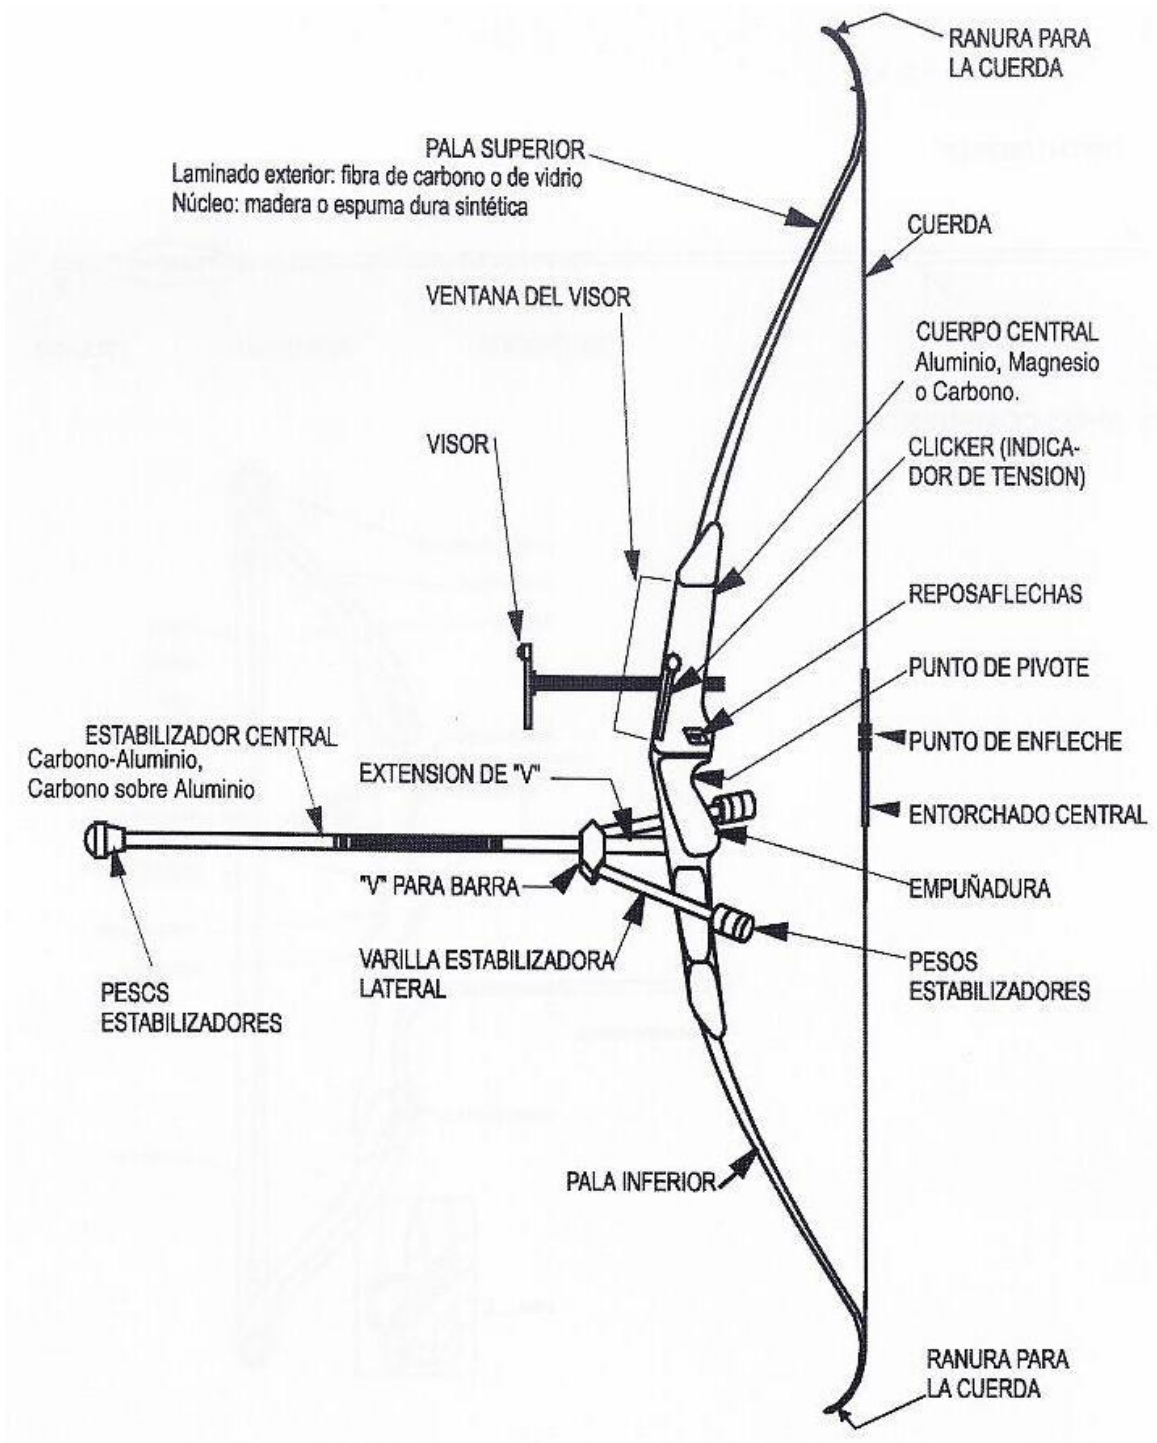 RANURA PARA
LA CUERDA
PALA SUPERIOR
Laminado exterior: fibra de carbono o de vidrio
Núcleo: madera o espuma dura sintética
CUERDA
VENTANA DEL VISOR
CUERPO CENTRAL
Aluminio, Magnesio
o Carbono.
VISOR
CLICKER (INDICA-
DOR DE TENSION)
REPOSAFLECHAS
PUNTO DE PIVOTE
ESTABILIZADOR CENTRAL
Carbono-Aluminio,
Carbono sobre Aluminio
EXTENSION DE "V"
PUNTO DE ENFLECHE
ENTORCHADO CENTRAL
"V" PARA BARRA
EMPUÑADURA
VARILLA ESTABILIZADORA
LATERAL
PESOS
ESTABILIZADORES
PESOS
ESTABILIZADORES
PALA INFERIOR
RANURA PARA
LA CUERDA